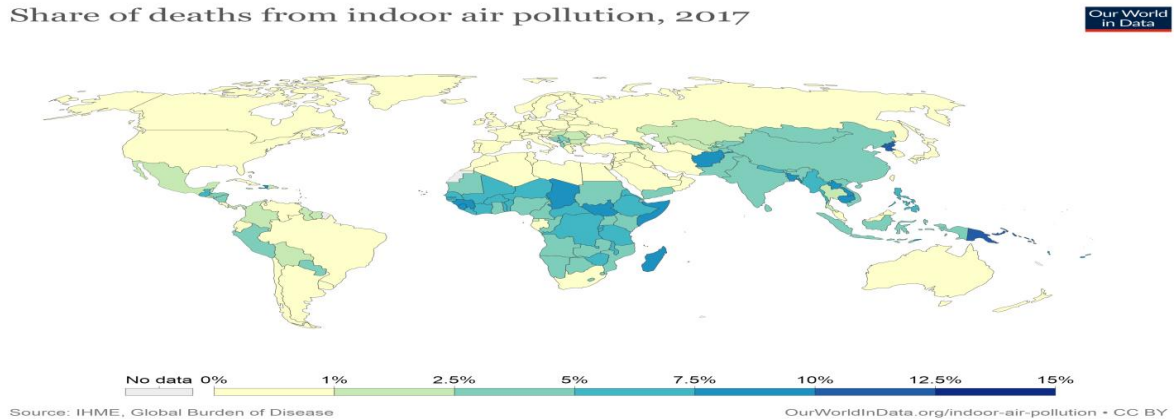 Share of deaths from indoor air pollution, 2017
Our World
in Data
No data 0% 1% 2.5% 5% 7.5% 10% 12.5% 15%
Source: IHME, Global Burden of Disease
OurWorldInData.org/indoor-air-pollution • CC BY